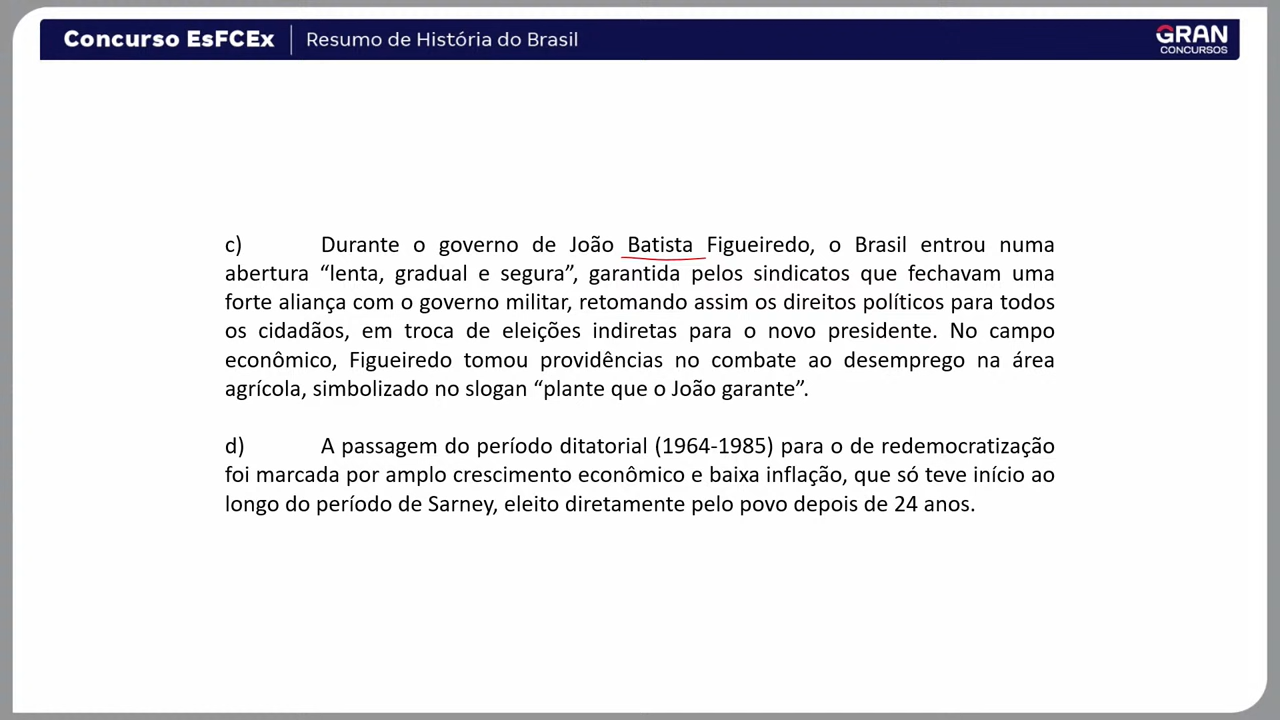 Concurso EsFCEx | Resumo de História do Brasil
GRAN
CONCURSOS
c) Durante o governo de João Batista Figueiredo, o Brasil entrou numa
abertura “lenta, gradual e segura”, garantida pelos sindicatos que fechavam uma
forte aliança com o governo militar, retomando assim os direitos políticos para todos
os cidadãos, em troca de eleições indiretas para o novo presidente. No campo
econômico, Figueiredo tomou providências no combate ao desemprego na área
agrícola, simbolizado no slogan “plante que o João garante”.
d) A passagem do período ditatorial (1964-1985) para o de redemocratização
foi marcada por amplo crescimento econômico e baixa inflação, que só teve início ao
longo do período de Sarney, eleito diretamente pelo povo depois de 24 anos.